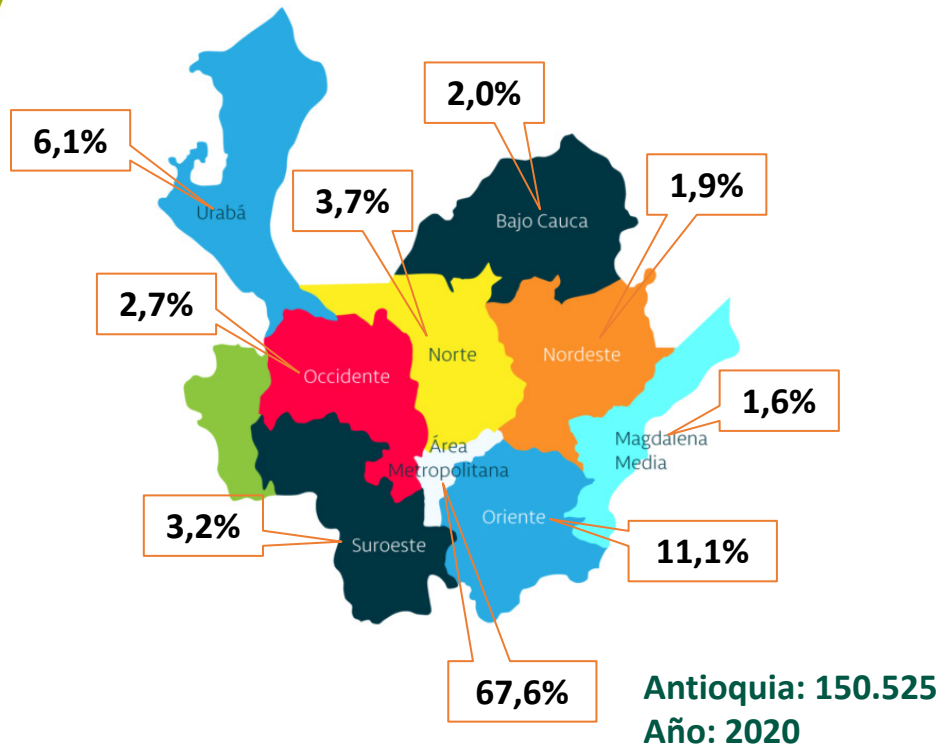 2,0%
6,1%
1,9%
3,7%
Urabá
Bajo Cauca
2,7%
Norte
Nordeste
Occidente
1,6%
Magdalena
Media
Área
Metropolitana
3,2%
Oriente
Suroeste
11,1%
67,6%
Antioquia: 150.525
Año: 2020